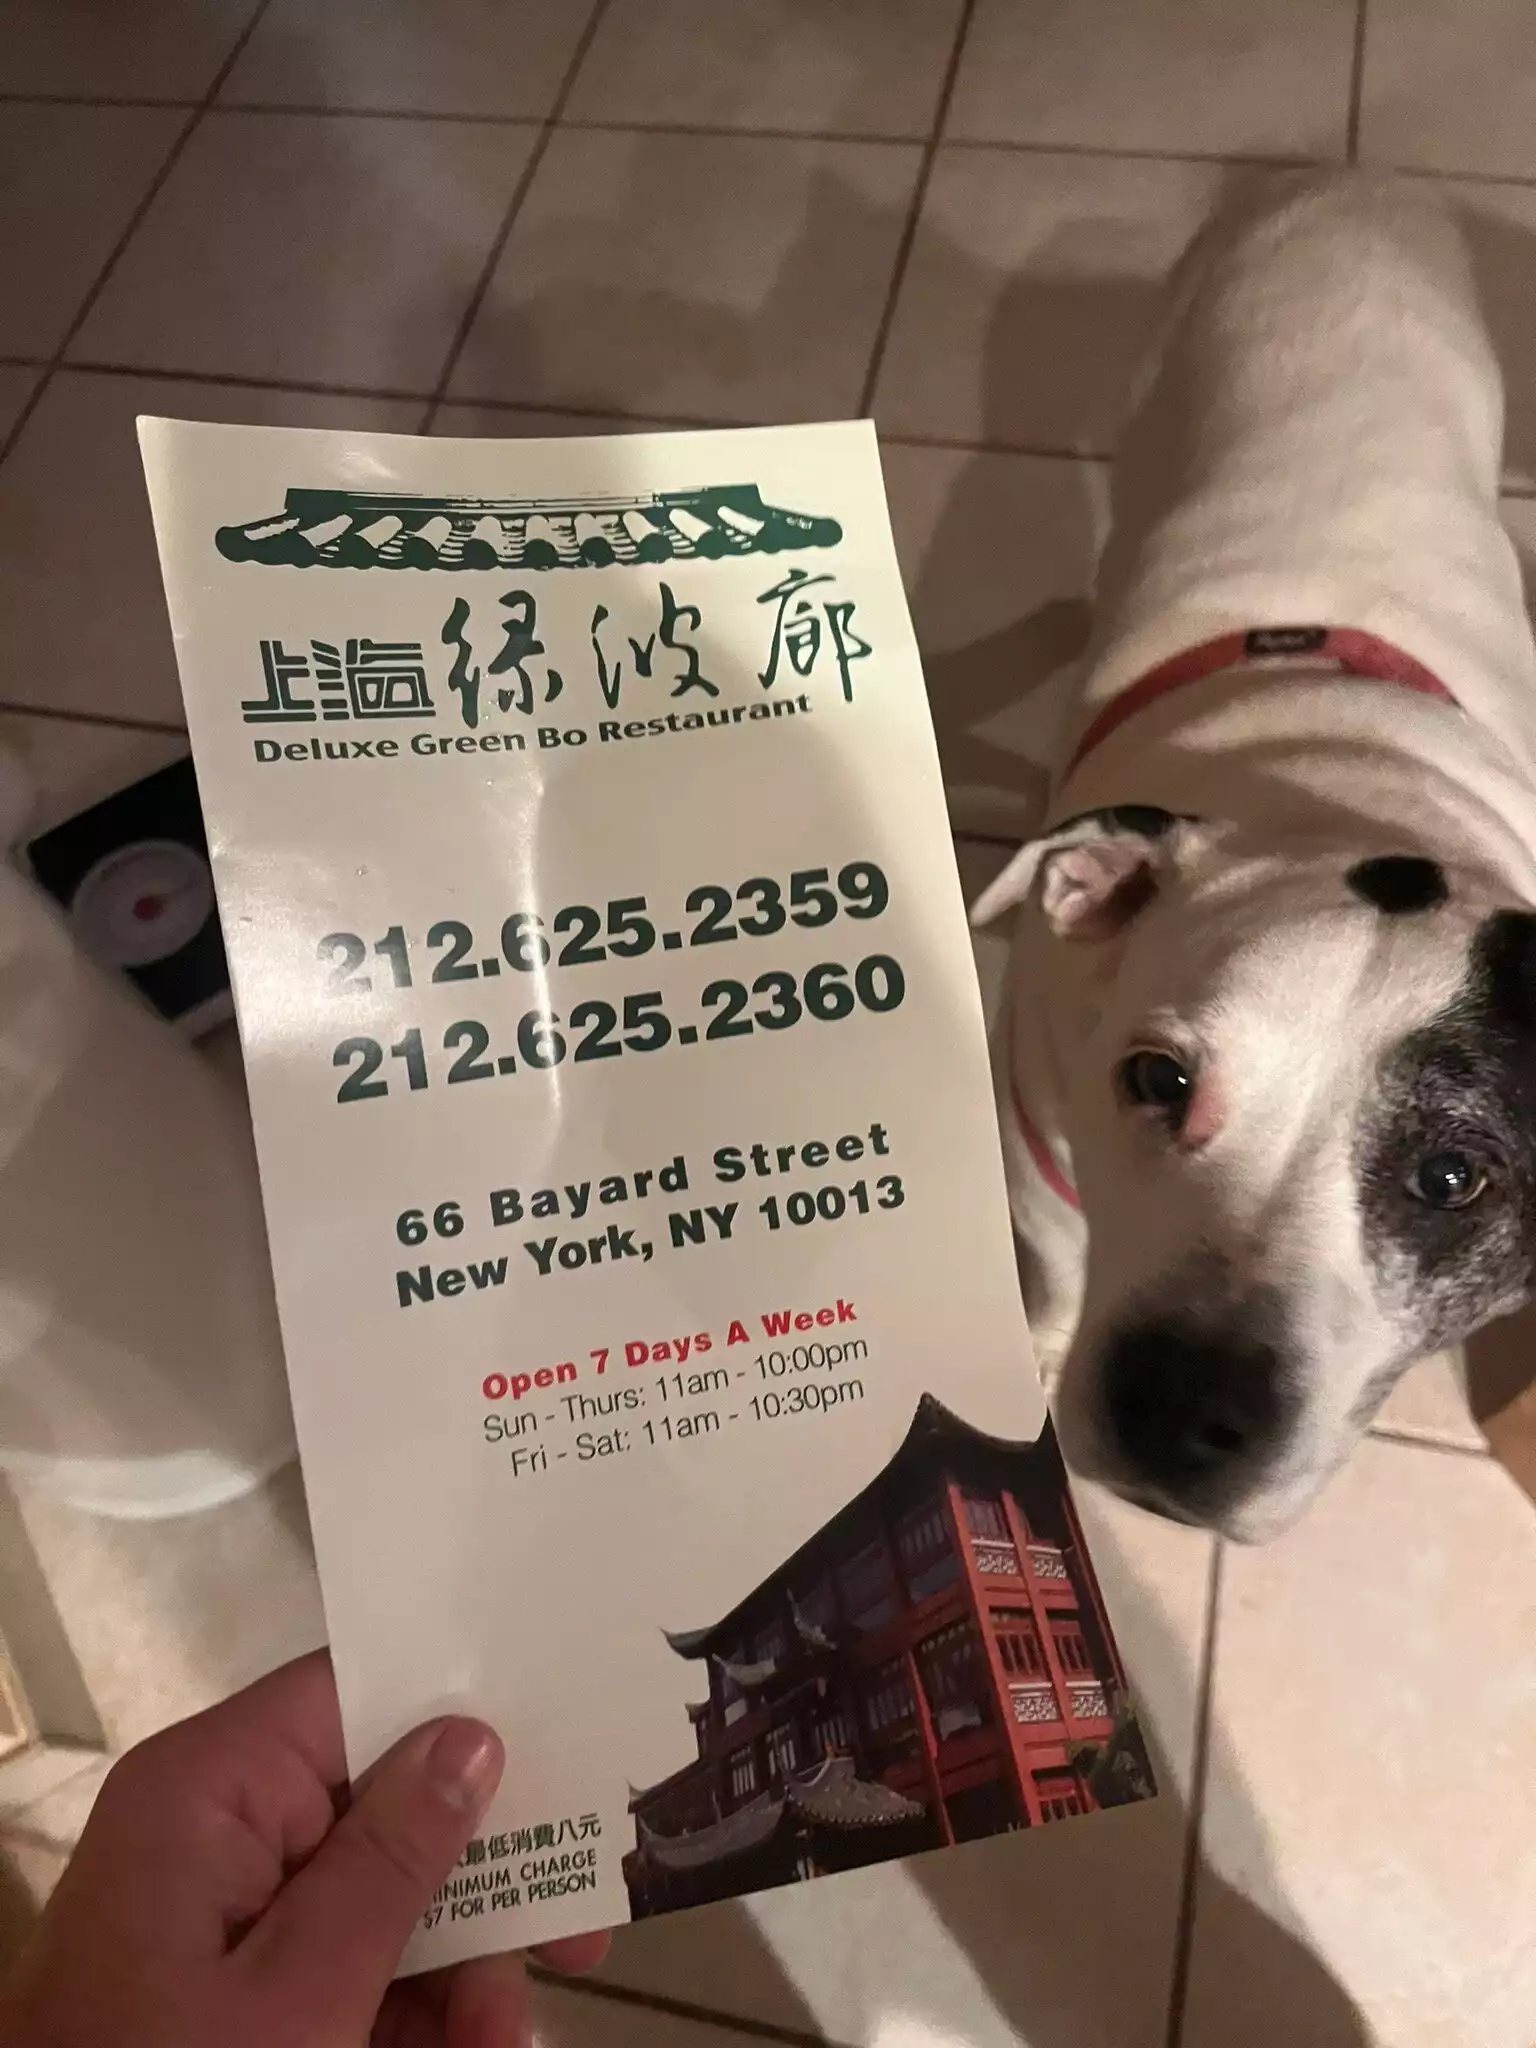 上海綠波廊
Deluxe Green Bo Restaurant
212.625.2359
212.625.2360
66 Bayard Street
New York, NY 10013
Open 7 Days A Week
Sun - Thurs: 11am - 10:00pm
Fri - Sat: 11am - 10:30pm
最低消費八元
MINIMUM CHARGE
$7 FOR PER PERSON